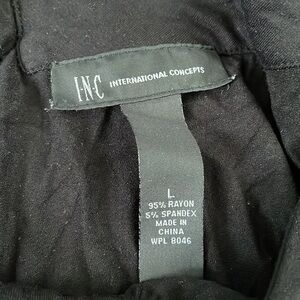 I·N·C INTERNATIONAL CONCEPTS
L
95% RAYON
5% SPANDEX
MADE IN
CHINA
WPL 8046